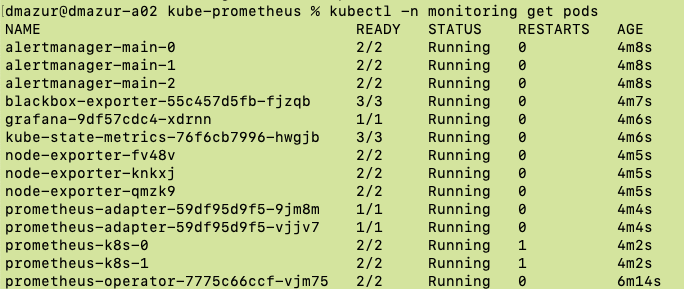 [dmazur@dmazur-a02 kube-prometheus % kubectl -n monitoring get pods
NAME READY STATUS RESTARTS AGE
alertmanager-main-0 2/2 Running 0 4m8s
alertmanager-main-1 2/2 Running 0 4m8s
alertmanager-main-2 2/2 Running 0 4m8s
blackbox-exporter-55c457d5fb-fjzqb 3/3 Running 0 4m7s
grafana-9df57cdc4-xdrnn 1/1 Running 0 4m6s
kube-state-metrics-76f6cb7996-hwgjb 3/3 Running 0 4m6s
node-exporter-fv48v 2/2 Running 0 4m5s
node-exporter-knkxj 2/2 Running 0 4m5s
node-exporter-qmzk9 2/2 Running 0 4m5s
prometheus-adapter-59df95d9f5-9jm8m 1/1 Running 0 4m4s
prometheus-adapter-59df95d9f5-vjjv7 1/1 Running 0 4m4s
prometheus-k8s-0 2/2 Running 1 4m2s
prometheus-k8s-1 2/2 Running 1 4m2s
prometheus-operator-7775c66ccf-vjm75 2/2 Running 0 6m14s